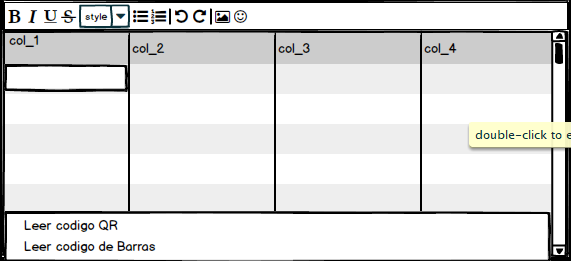 B I U S style
col_1 col_2 col_3 col_4
double-click to e
Leer codigo QR
Leer codigo de Barras